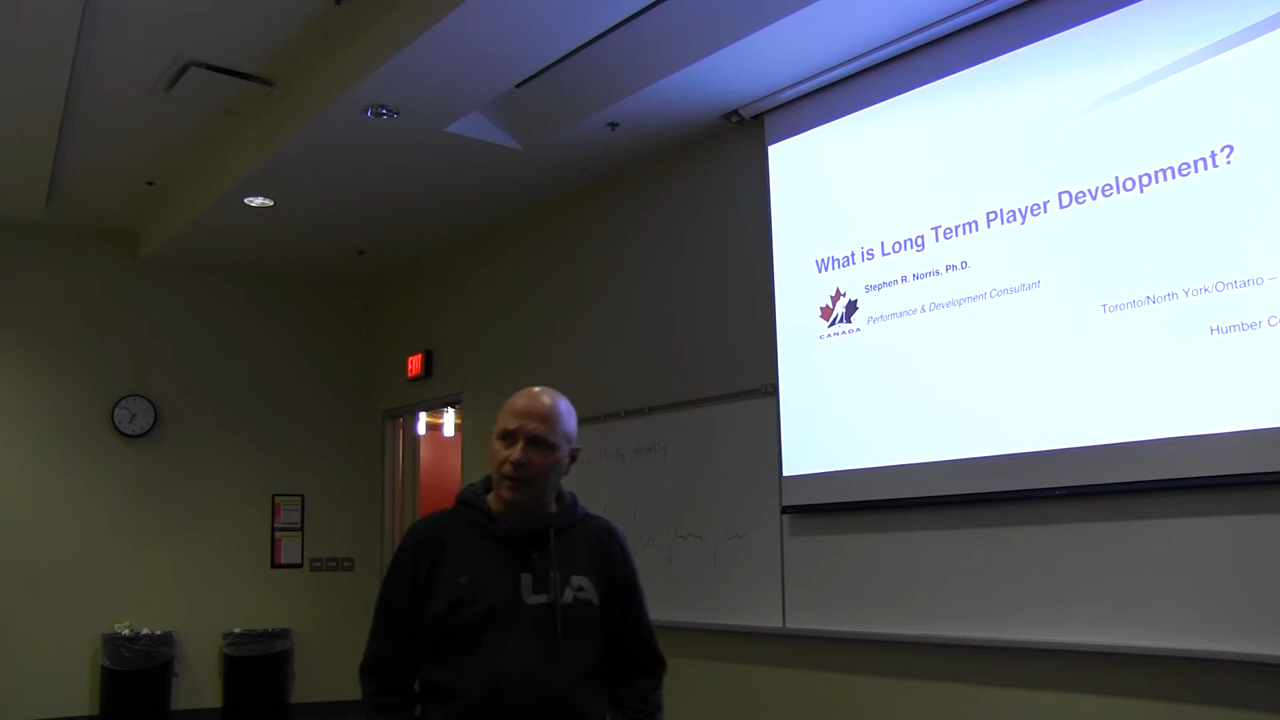 What is Long Term Player Development?
Stephen R. Norris, Ph.D.
Performance & Development Consultant
CANADA
Toronto/North York/Ontario –
Humber
EXIT
UA